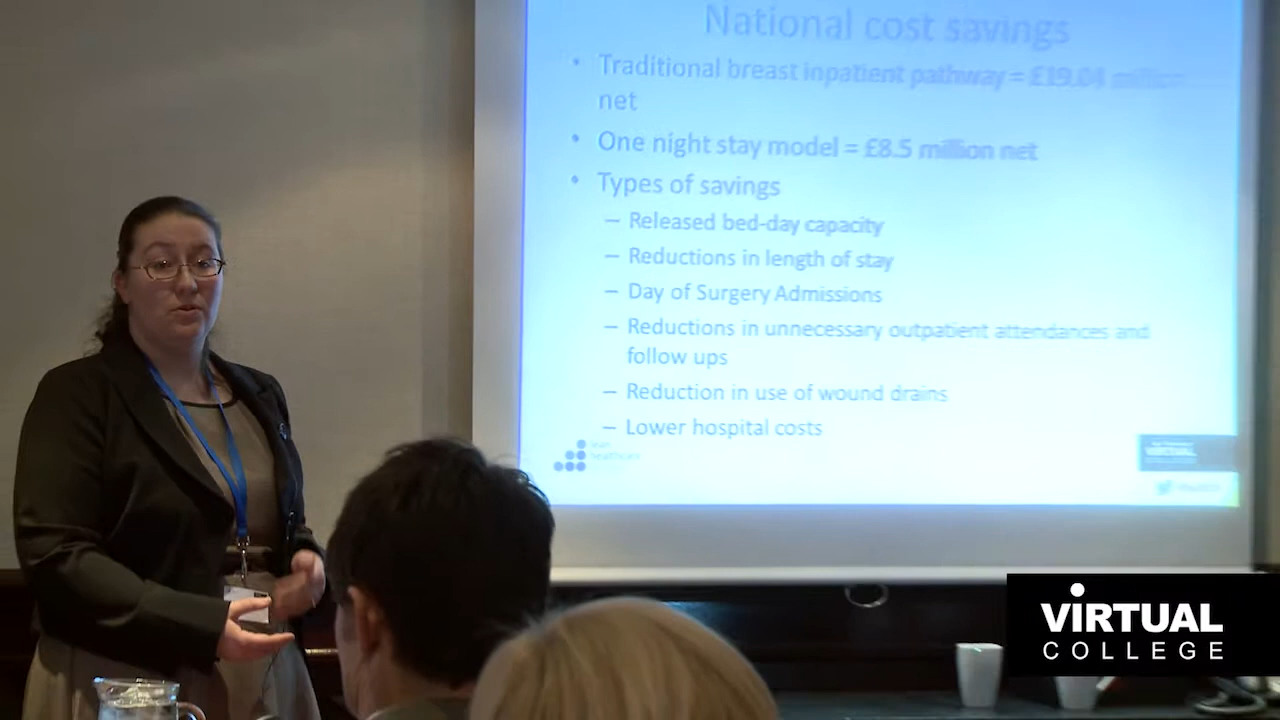 National cost savings
• Traditional breast inpatient pathway = £19.04 million
net
• One night stay model = £8.5 million net
• Types of savings
– Released bed-day capacity
– Reductions in length of stay
– Day of Surgery Admissions
– Reductions in unnecessary outpatient attendances and
follow ups
– Reduction in use of wound drains
– Lower hospital costs
healthcare
VIRTUAL
VIRTUAL
COLLEGE